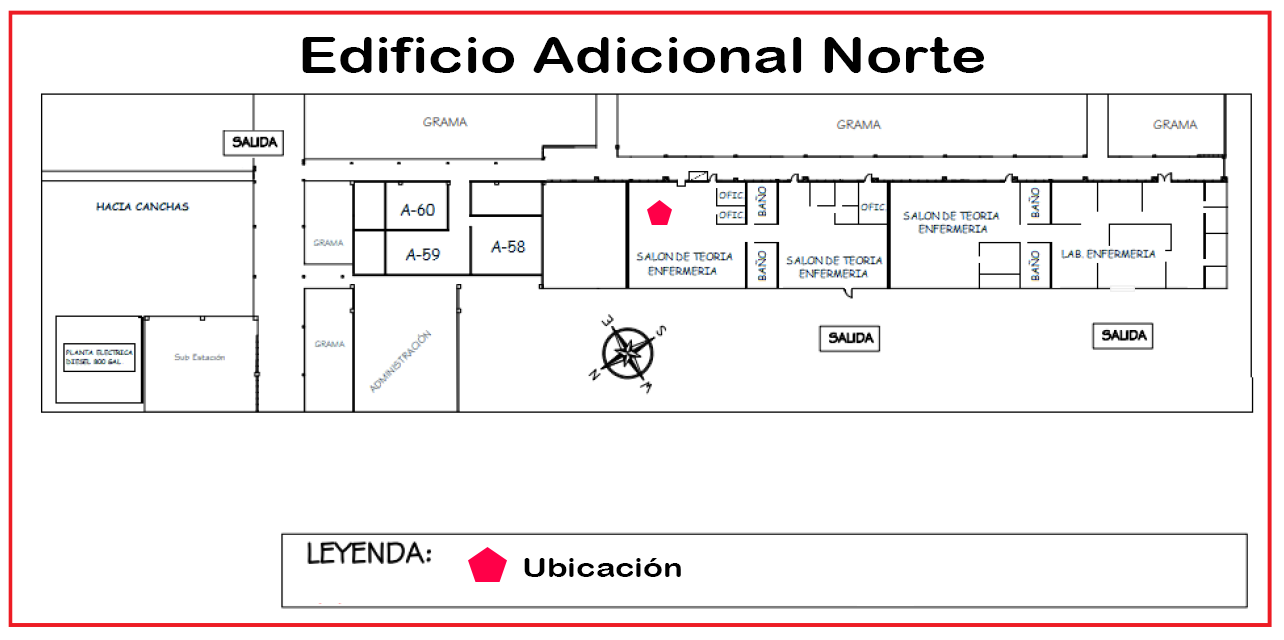 Edificio Adicional Norte
GRAMA
GRAMA
GRAMA
SALIDA
HACIA CANCHAS
A-60
A-59
A-58
GRAMA
OFIC
OFIC
BAÑO
BAÑO
OFIC
SALON DE TEORIA
ENFERMERIA
SALON DE TEORIA
ENFERMERIA
SALON DE TEORIA
ENFERMERIA
BAÑO
BAÑO
LAB. ENFERMERIA
PLANTA ELECTRICA
DIESEL 800 GAL.
Sub Estación
GRAMA
ADMINISTRACIÓN
E
S
N
W
SALIDA
SALIDA
LEYENDA:
Ubicación